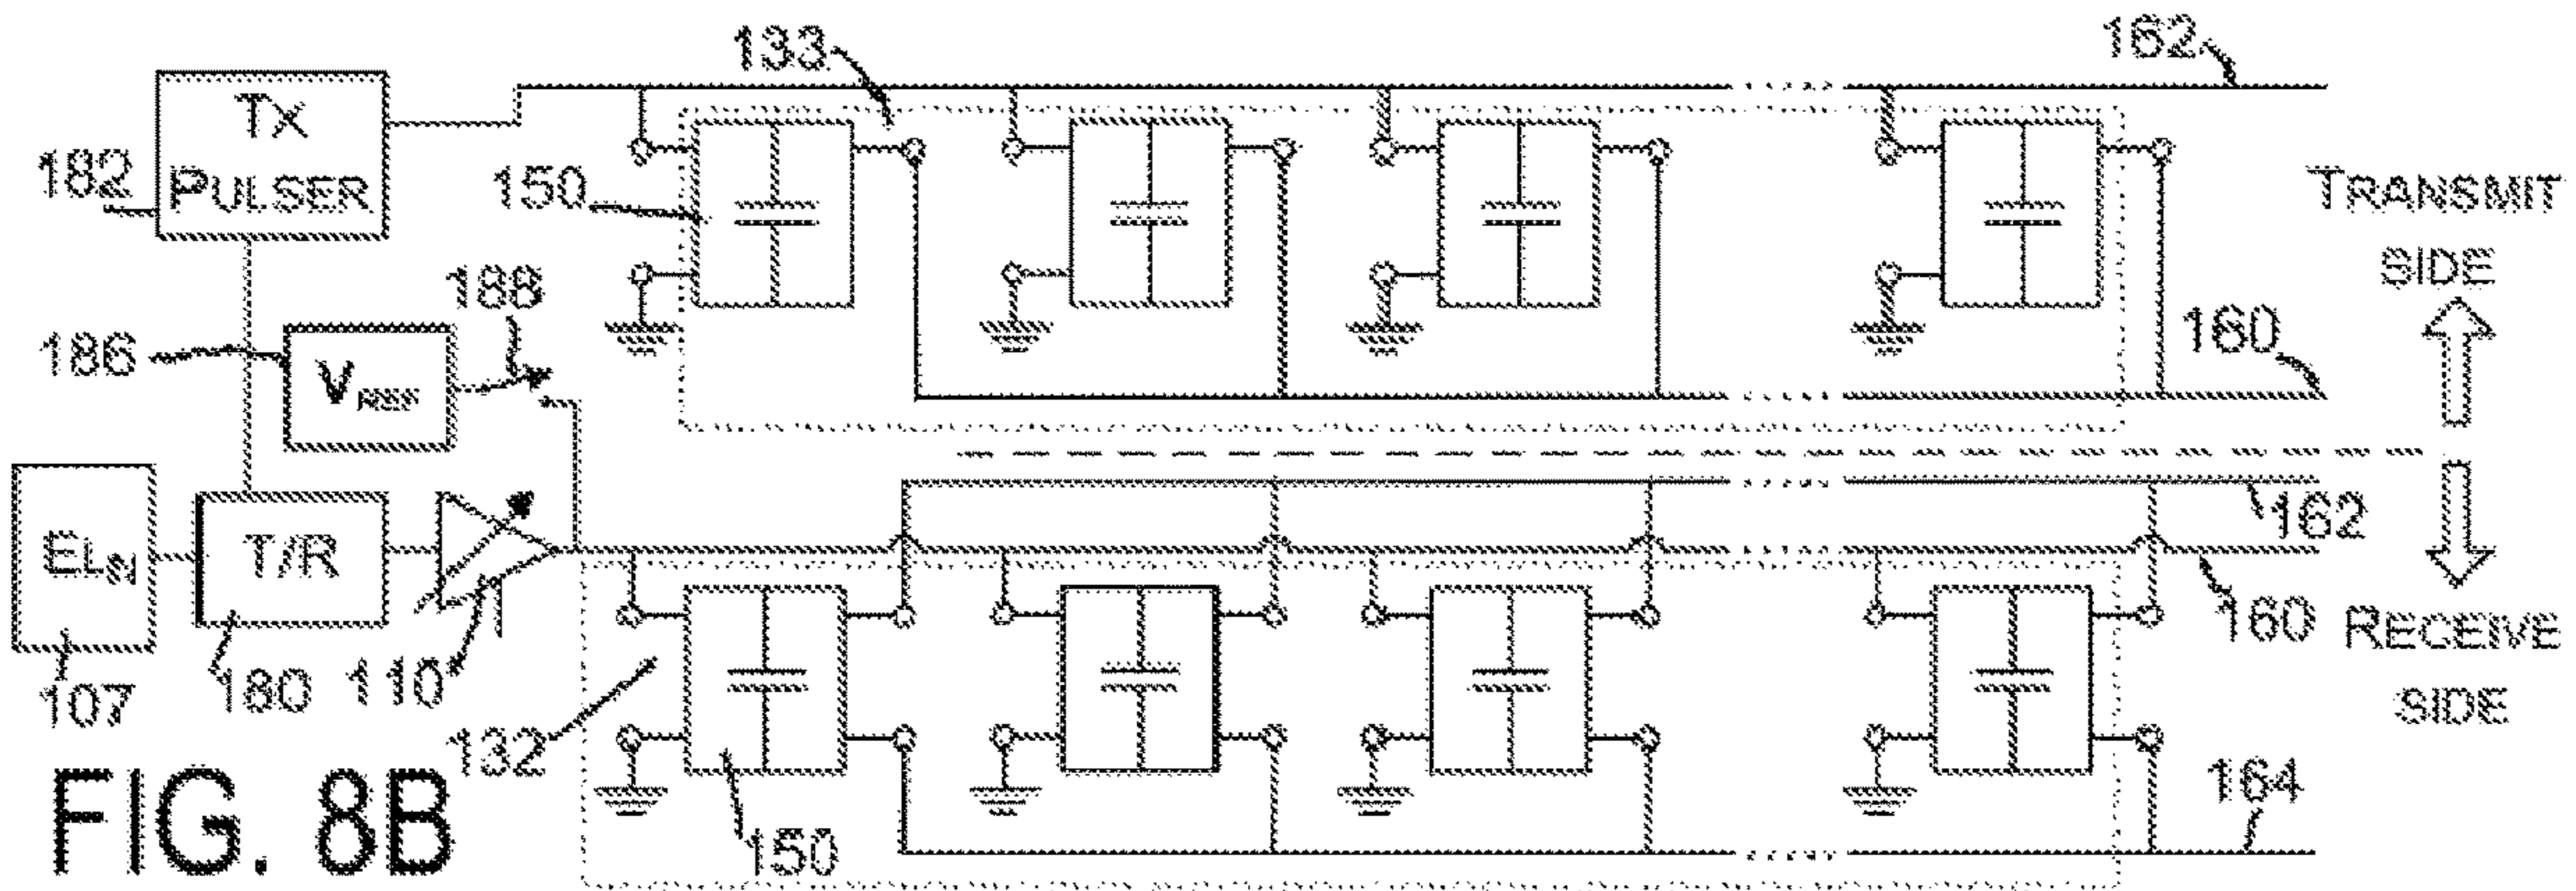 133
162
TX
PULSER
182
150
TRANSMIT
SIDE
188
186
VREF
160
162
ELN
T/R
160
RECEIVE
SIDE
107
180
110
132
150
164
FIG. 8B